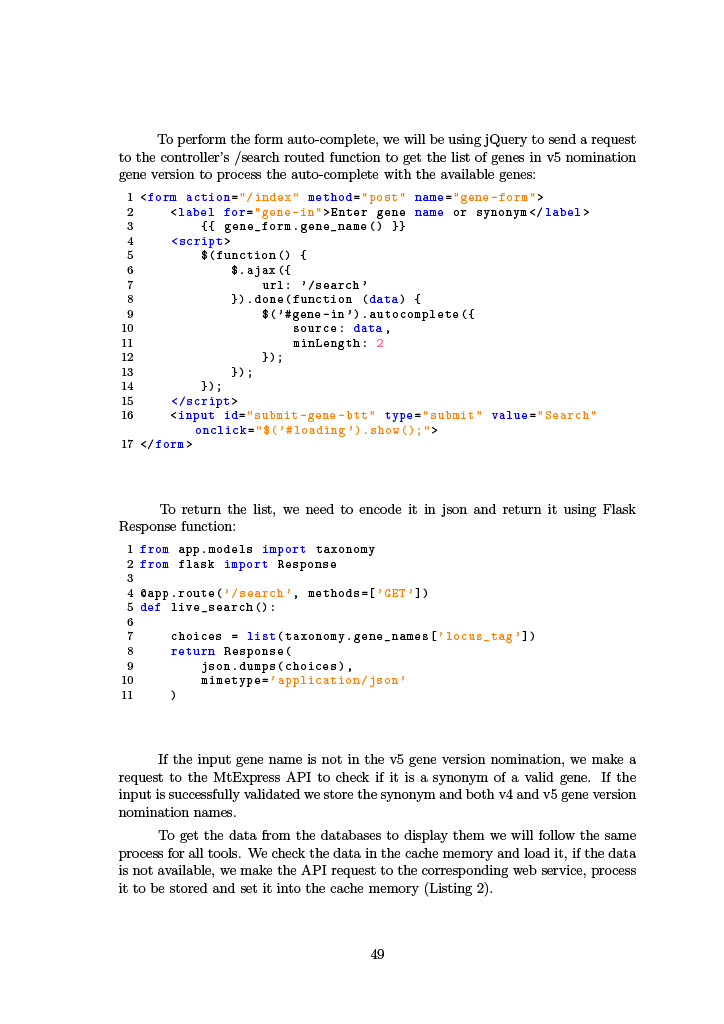 To perform the form auto-complete, we will be using jQuery to send a request
to the controller's /search routed function to get the list of genes in v5 nomination
gene version to process the auto-complete with the available genes:
1 <form action="/index" method="post" name="gene-form">
2     <label for="gene-in">Enter gene name or synonym</label>
3         {{ gene_form.gene_name() }}
4     <script>
5         $(function() {
6             $.ajax({
7                 url: '/search'
8             }).done(function (data) {
9                 $('#gene-in').autocomplete({
10                     source: data,
11                     minLength: 2
12                 });
13             });
14         });
15     </script>
16     <input id="submit-gene-btt" type="submit" value="Search"
onclick="$('#loading').show();">
17 </form>
To return the list, we need to encode it in json and return it using Flask
Response function:
1 from app.models import taxonomy
2 from flask import Response
3
4 @app.route('/search', methods=['GET'])
5 def live_search():
6
7     choices = list(taxonomy.gene_names['locus_tag'])
8     return Response(
9         json.dumps(choices),
10         mimetype='application/json'
11     )
If the input gene name is not in the v5 gene version nomination, we make a
request to the MtExpress API to check if it is a synonym of a valid gene. If the
input is successfully validated we store the synonym and both v4 and v5 gene version
nomination names.
To get the data from the databases to display them we will follow the same
process for all tools. We check the data in the cache memory and load it, if the data
is not available, we make the API request to the corresponding web service, process
it to be stored and set it into the cache memory (Listing 2).
49